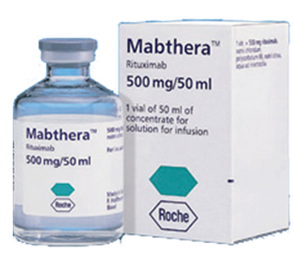 Mabthera™
Rituximab
500 mg/50 ml
Roche
Mabthera™
Rituximab
500 mg/50 ml
1 vial of 50 ml of
concentrate for
solution for infusion
Roche